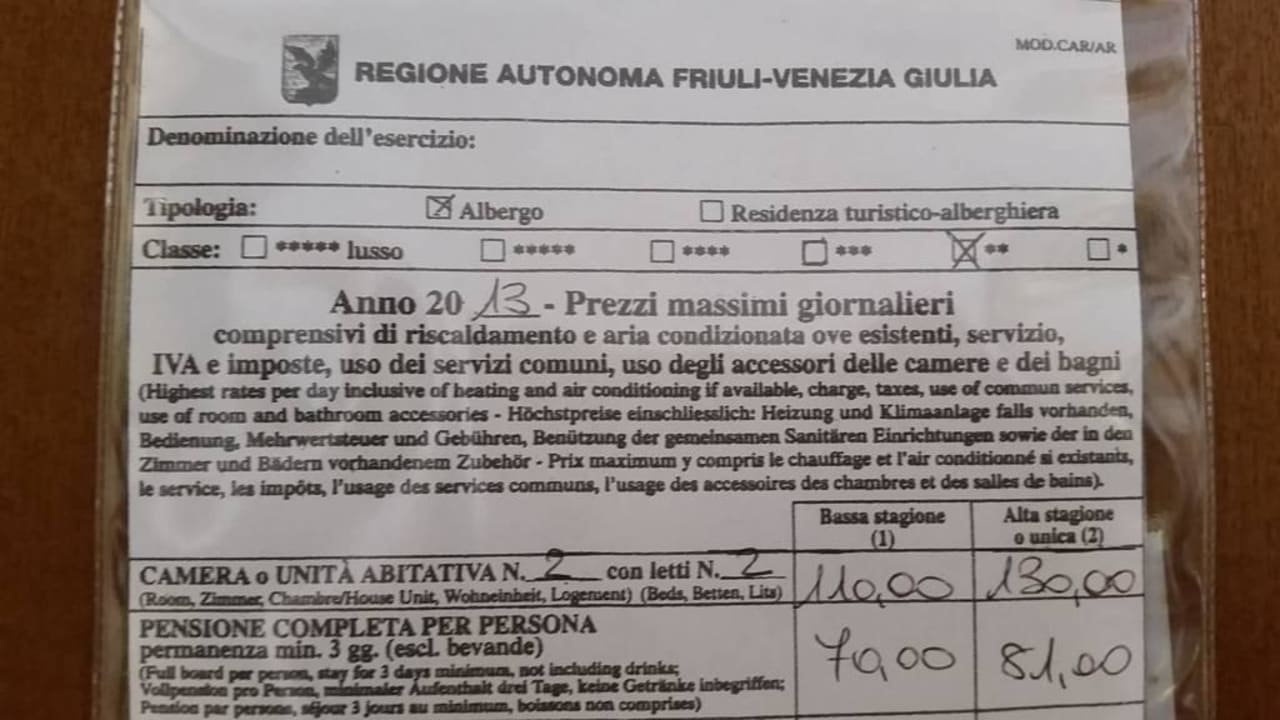 MOD.CAR/AR
REGIONE AUTONOMA FRIULI-VENEZIA GIULIA
Denominazione dell'esercizio:
Tipologia: ☒ Albergo ☐ Residenza turistico-alberghiera
Classe: ☐ ***** lusso ☐ ***** ☐ **** ☐ *** ☒ ** ☐ *
Anno 20 13 - Prezzi massimi giornalieri
comprensivi di riscaldamento e aria condizionata ove esistenti, servizio,
IVA e imposte, uso dei servizi comuni, uso degli accessori delle camere e dei bagni
(Highest rates per day inclusive of heating and air conditioning if available, charge, taxes, use of commun services,
use of room and bathroom accessories - Höchstpreise einschliesslich: Heizung und Klimaanlage falls vorhanden,
Bedienung, Mehrwertsteuer und Gebühren, Benützung der gemeinsamen Sanitären Einrichtungen sowie der in den
Zimmer und Bädern vorhandenem Zubehör - Prix maximum y compris le chauffage et l'air conditionné si existants,
le service, les impôts, l'usage des services communs, l'usage des accessoires des chambres et des salles de bains).
Bassa stagione
(1)
Alta stagione
o unica (2)
CAMERA o UNITÀ ABITATIVA N. 2 con letti N. 2
(Room, Zimmer, Chambre/House Unit, Wohneinheit, Logement) (Beds, Betten, Lits)
110,00 130,00
PENSIONE COMPLETA PER PERSONA
permanenza min. 3 gg. (escl. bevande)
(Full board per person, stay for 3 days minimum, not including drinks;
Vollpension pro Person, minimaler Aufenthalt drei Tage, keine Getränke inbegriffen;
Pension par persone, séjour 3 jours au minimum, boissons non comprises)
70,00 81,00